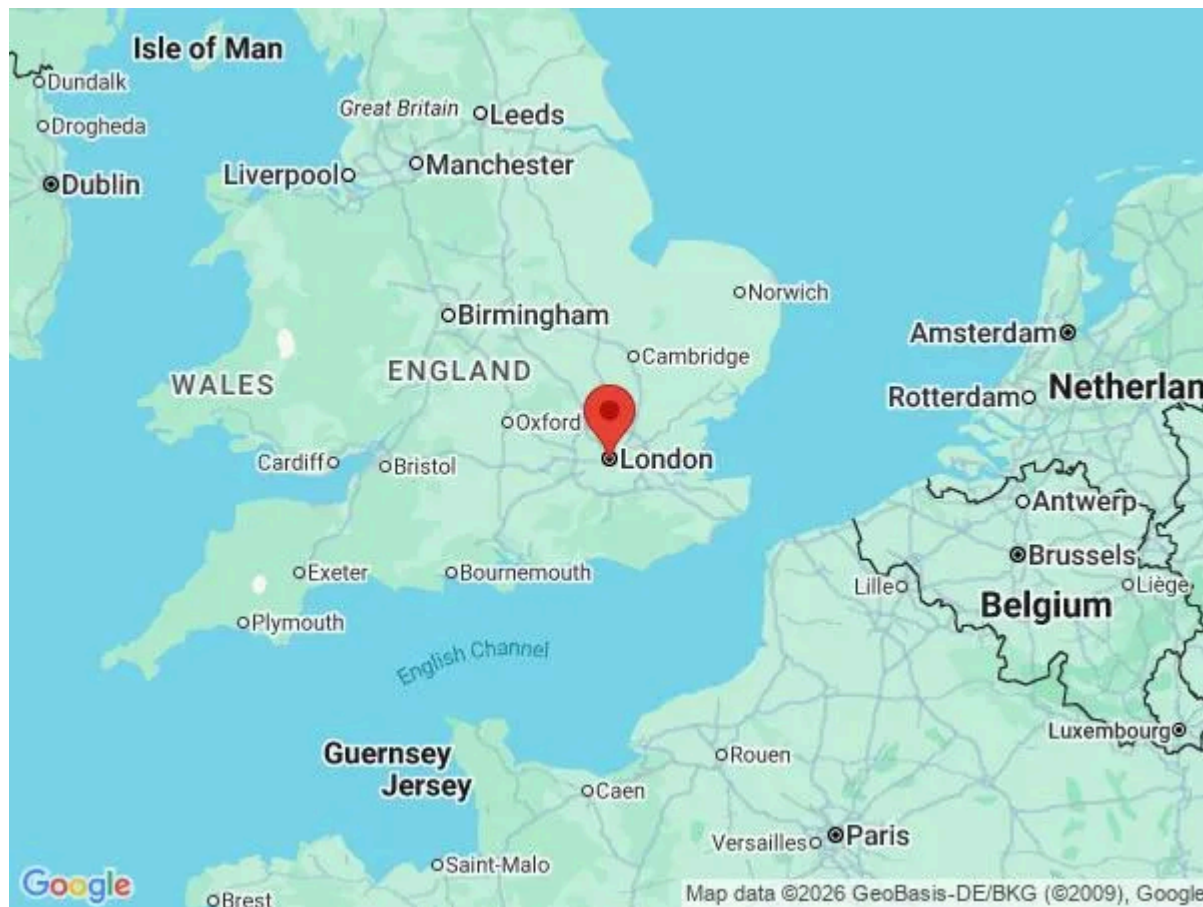 Isle of Man
Dundalk
Great Britain
Leeds
Drogheda
Manchester
Liverpool
Dublin
Norwich
Birmingham
Amsterdam
Cambridge
ENGLAND
WALES
Netherlan
Rotterdam
Oxford
London
Cardiff
Bristol
Antwerp
Brussels
Exeter
Bournemouth
Lille
Liège
Belgium
Plymouth
English Channel
Luxembourg
Guernsey
Rouen
Jersey
Caen
Paris
Versailles
Saint-Malo
Google
Brest
Map data ©2026 GeoBasis-DE/BKG (©2009), Google